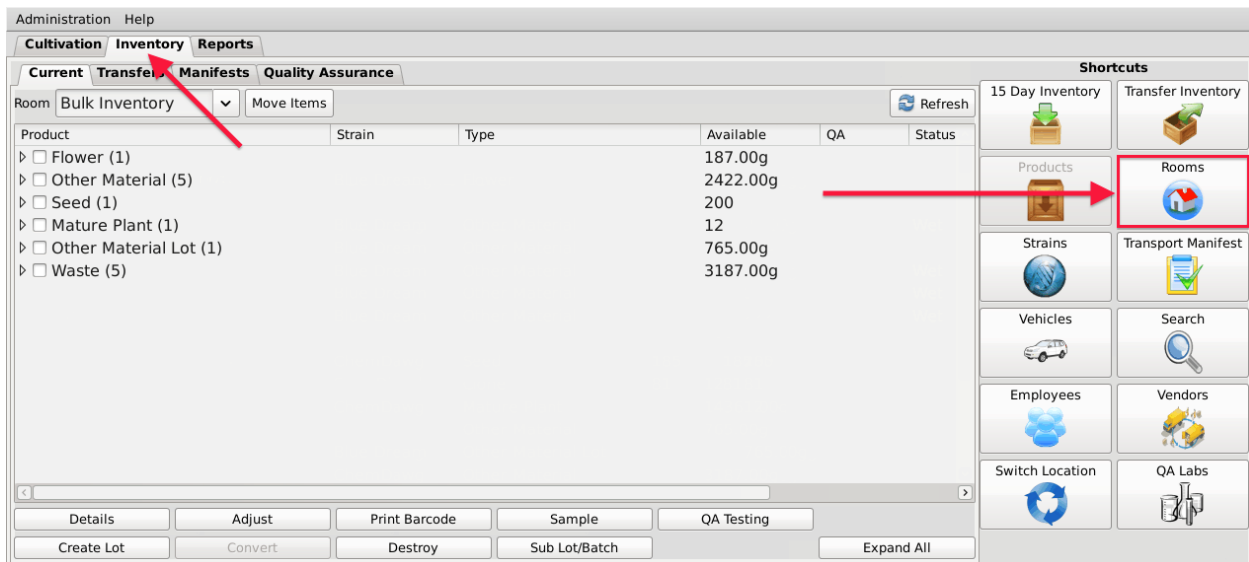 Administration Help
Cultivation Inventory Reports
Current Transfers Manifests Quality Assurance
Room Bulk Inventory Move Items Refresh
Product Strain Type Available QA Status
Flower (1) 187.00g
Other Material (5) 2422.00g
Seed (1) 200
Mature Plant (1) 12
Other Material Lot (1) 765.00g
Waste (5) 3187.00g
Details Adjust Print Barcode Sample QA Testing
Create Lot Convert Destroy Sub Lot/Batch Expand All
Shortcuts
15 Day Inventory Transfer Inventory
Products Rooms
Strains Transport Manifest
Vehicles Search
Employees Vendors
Switch Location QA Labs